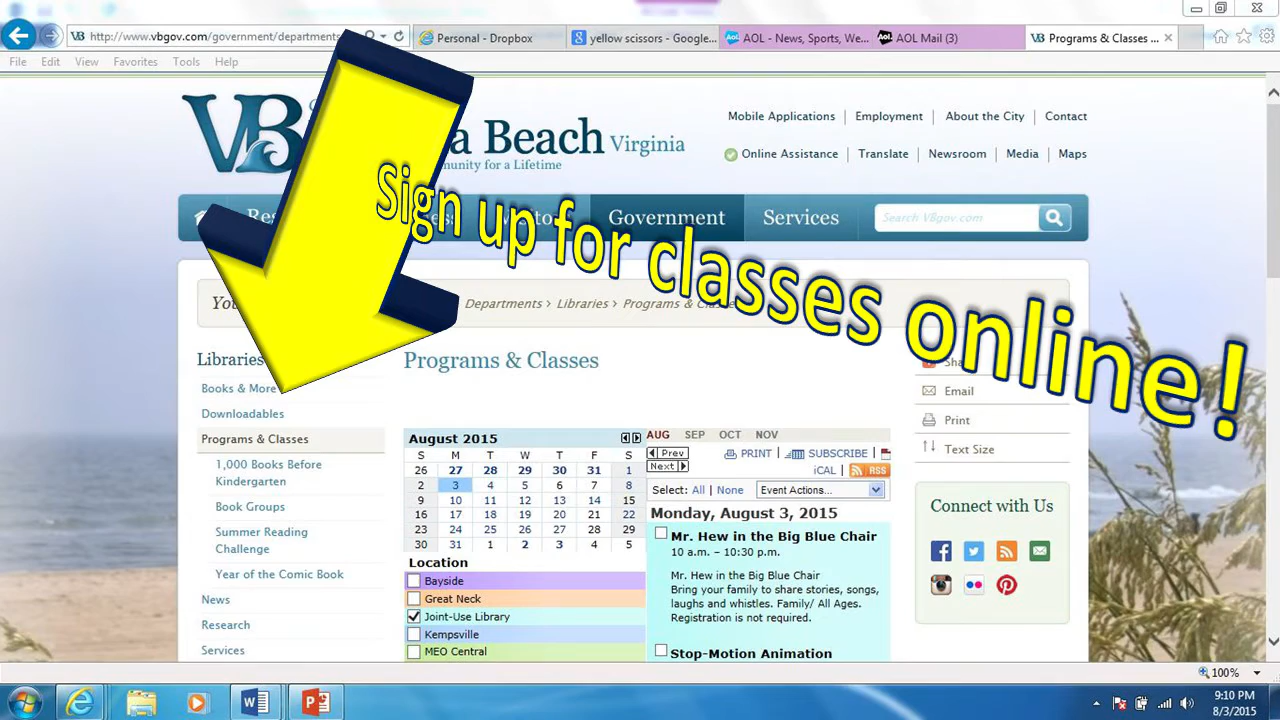 http://www.vbgov.com/government/departments
Personal - Dropbox
yellow scissors - Google...
AOL - News, Sports, We...
AOL Mail (3)
VB Programs & Classes ...
File Edit View Favorites Tools Help
VB
a Beach Virginia
for a Lifetime
Mobile Applications
Employment
About the City
Contact
Online Assistance
Translate
Newsroom
Media
Maps
Government
Services
Search VBgov.com
Sign up for classes online!
Departments > Libraries > Programs &
Libraries
Books & More
Downloadables
Programs & Classes
1,000 Books Before
Kindergarten
Book Groups
Summer Reading
Challenge
Year of the Comic Book
News
Research
Services
Programs & Classes
August 2015
S M T W T F S
26 27 28 29 30 31 1
2 3 4 5 6 7 8
9 10 11 12 13 14 15
16 17 18 19 20 21 22
23 24 25 26 27 28 29
30 31 1 2 3 4 5
Location
Bayside
Great Neck
Joint-Use Library
Kempsville
MEO Central
AUG SEP OCT NOV
Prev
Next
PRINT | SUBSCRIBE |
iCAL | RSS
Select: All | None
Event Actions...
Monday, August 3, 2015
Mr. Hew in the Big Blue Chair
10 a.m. – 10:30 p.m.
Mr. Hew in the Big Blue Chair
Bring your family to share stories, songs,
laughs and whistles. Family/ All Ages.
Registration is not required.
Stop-Motion Animation
Email
Print
Text Size
Connect with Us
100%
9:10 PM
8/3/2015